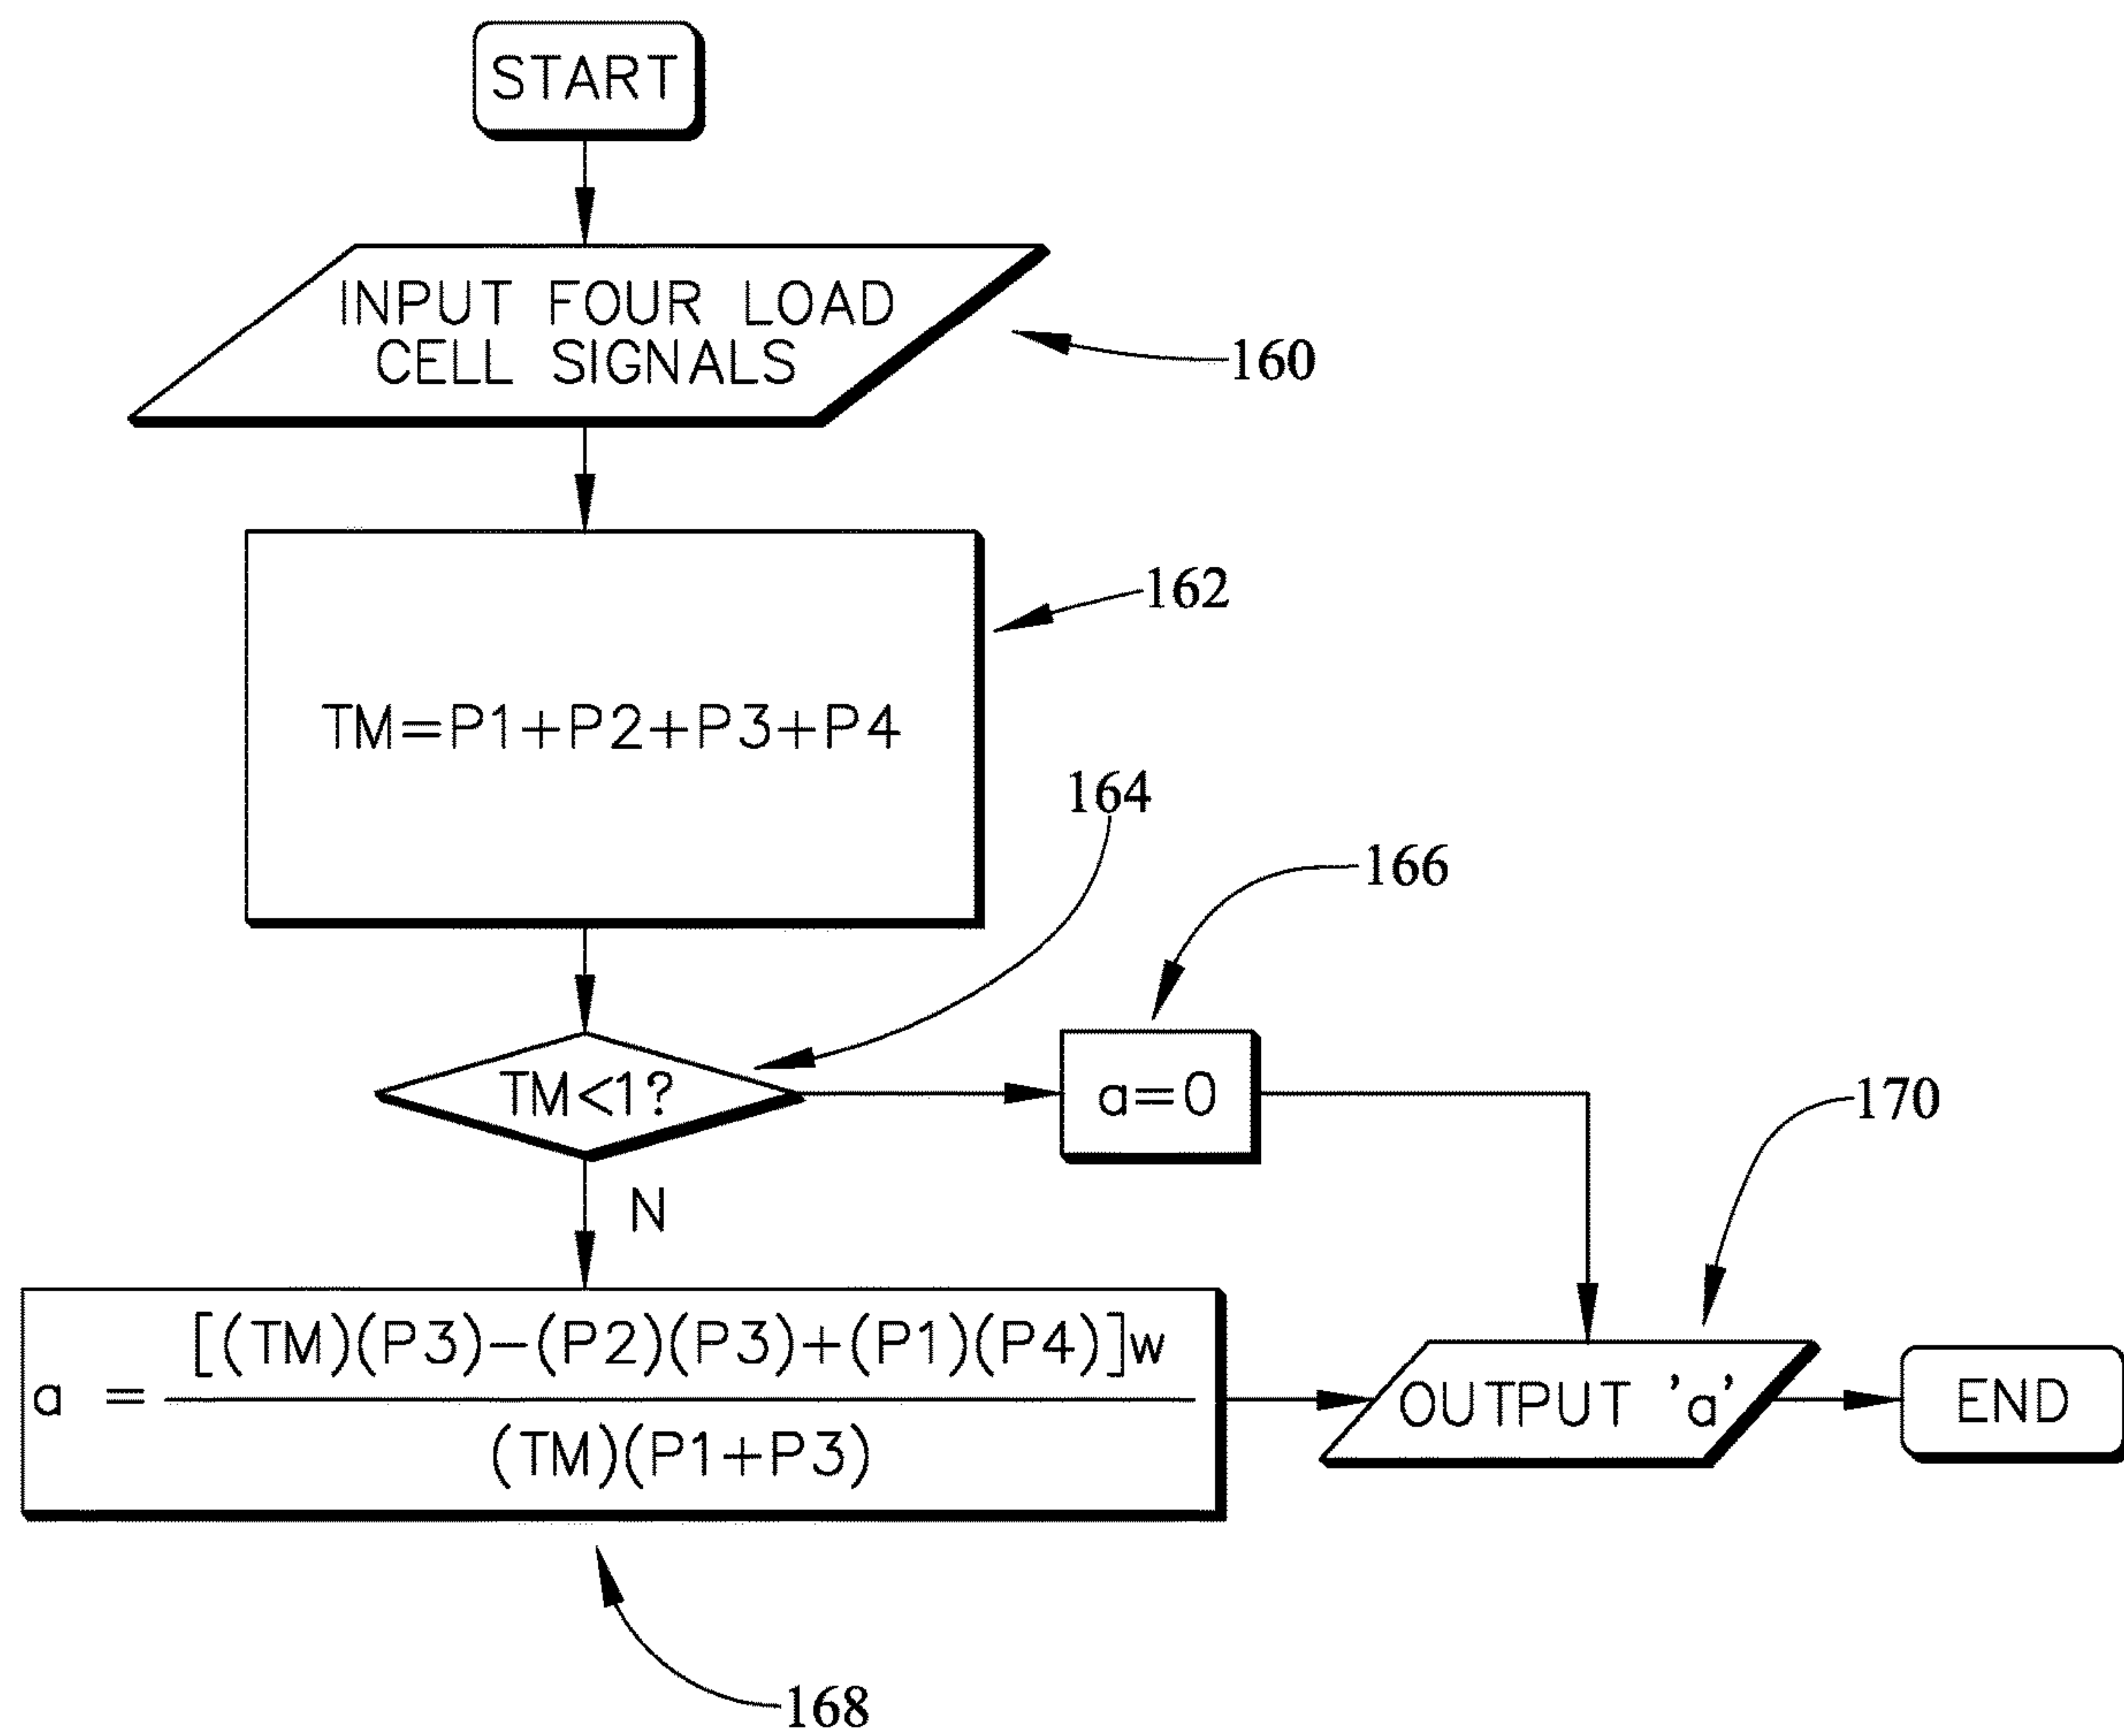 START
INPUT FOUR LOAD
CELL SIGNALS
160
162
TM=P1+P2+P3+P4
164
166
TM<1?
a=0
170
N
[(TM)(P3)-(P2)(P3)+(P1)(P4)]w
a =
(TM)(P1+P3)
OUTPUT 'a'
END
168